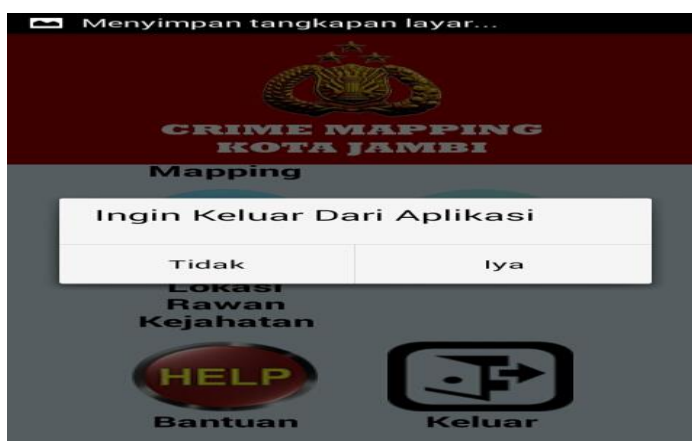 Menyimpan tangkapan layar...
CRIME MAPPING
KOTA JAMBI
Mapping
Ingin Keluar Dari Aplikasi
Tidak Iya
Lokasi
Rawan
Kejahatan
HELP
Bantuan Keluar